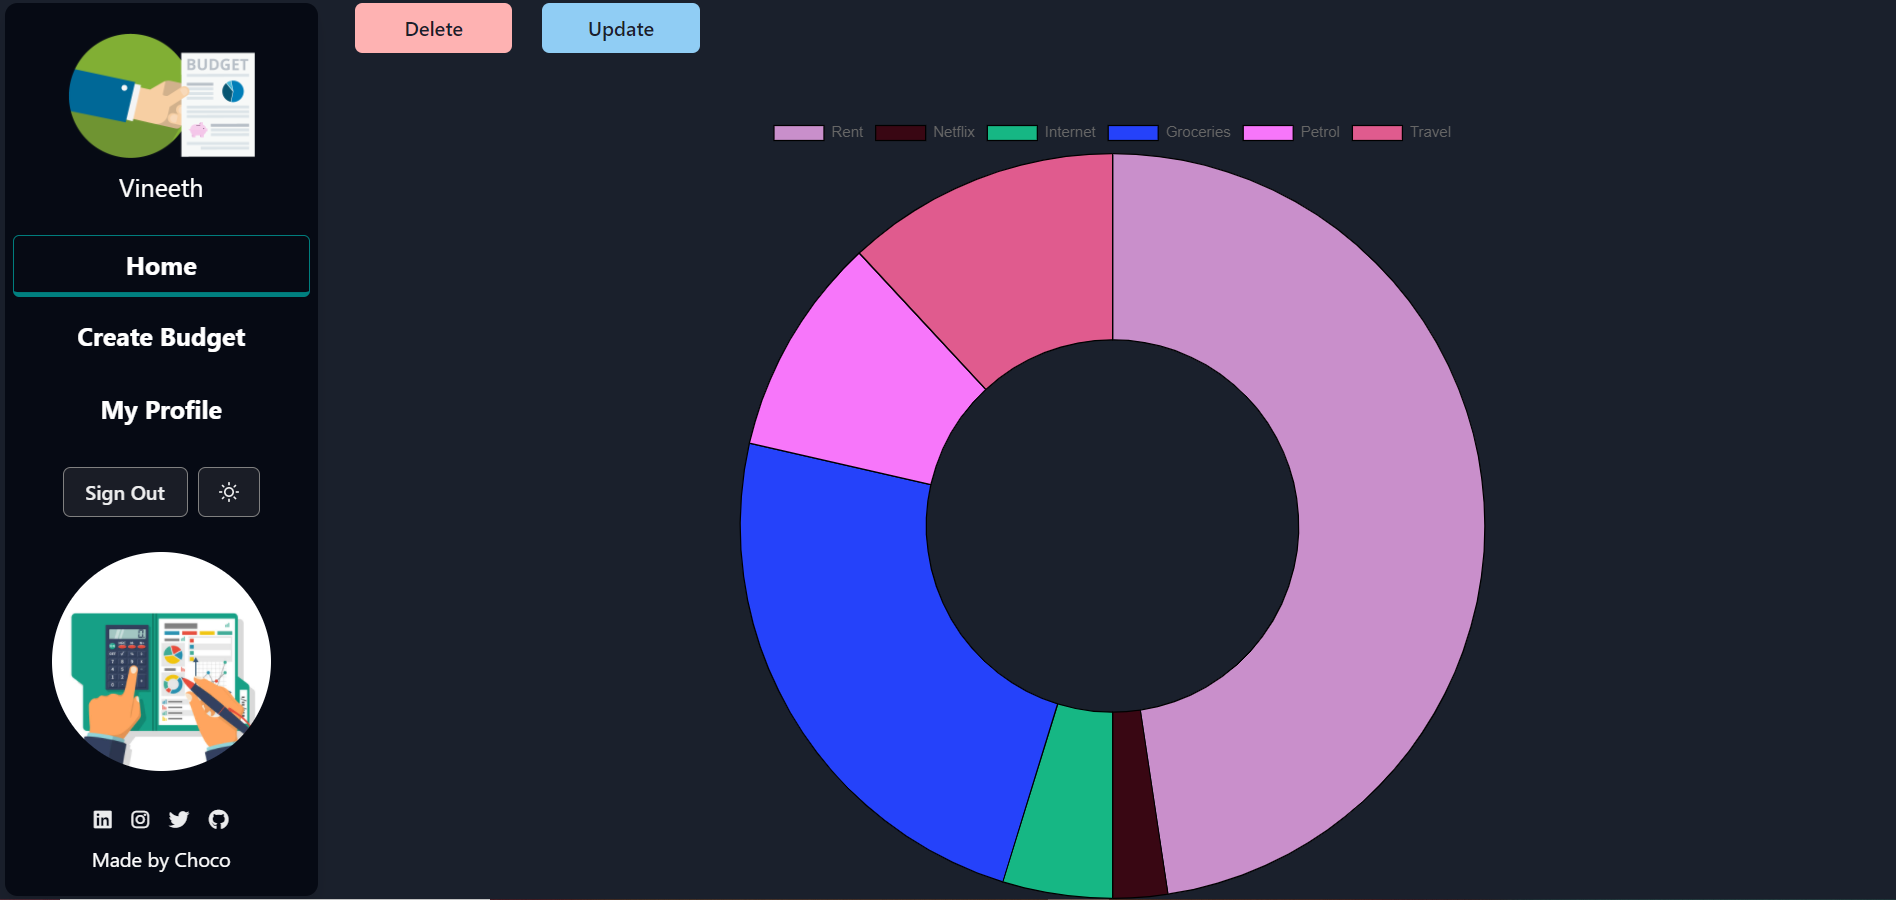 BUDGET
Vineeth
Home
Create Budget
My Profile
Sign Out
Made by Choco
Delete
Update
Rent Netflix Internet Groceries Petrol Travel